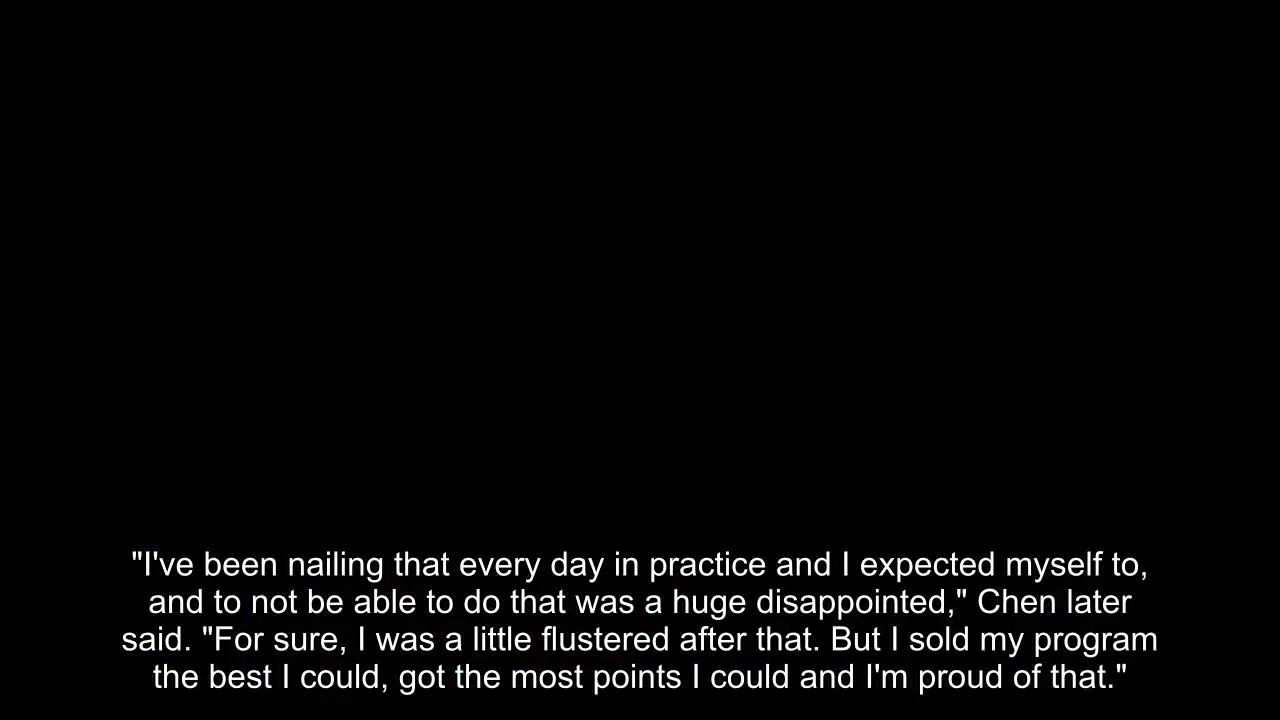 "I've been nailing that every day in practice and I expected myself to,
and to not be able to do that was a huge disappointed," Chen later
said. "For sure, I was a little flustered after that. But I sold my program
the best I could, got the most points I could and I'm proud of that."